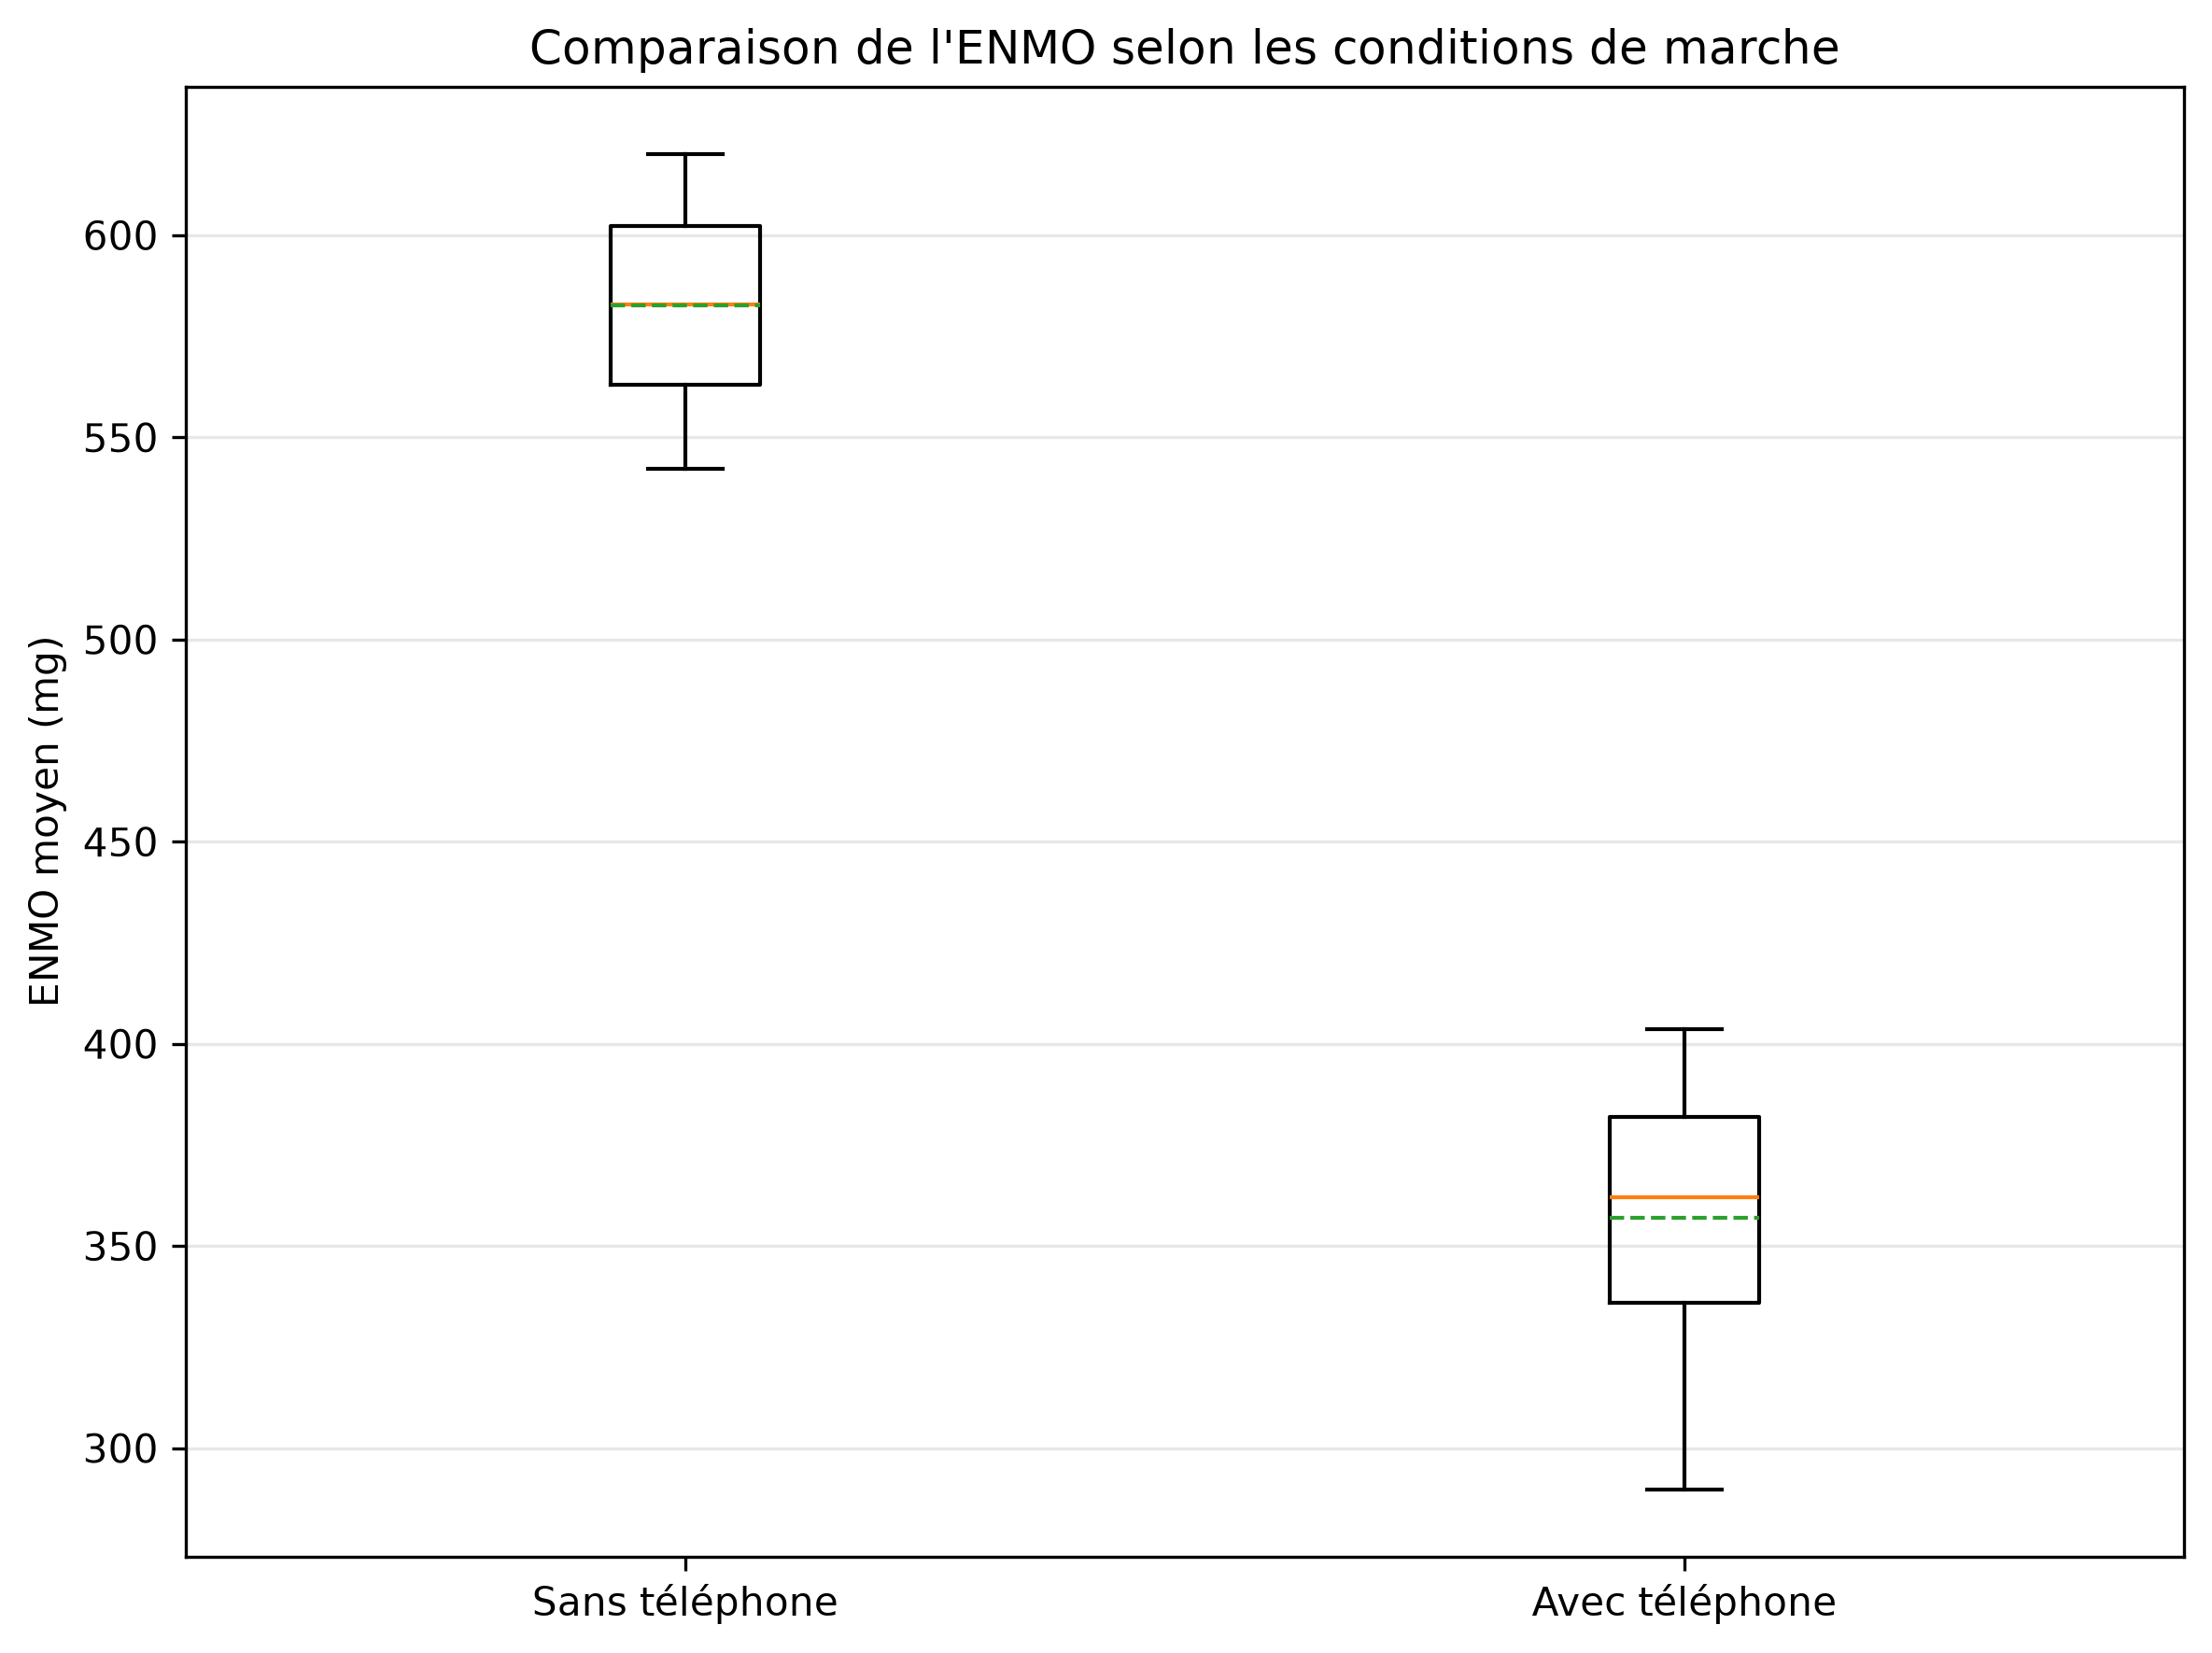 Comparaison de l'ENMO selon les conditions de marche
ENMO moyen (mg)
600
550
500
450
400
350
300
Sans téléphone
Avec téléphone